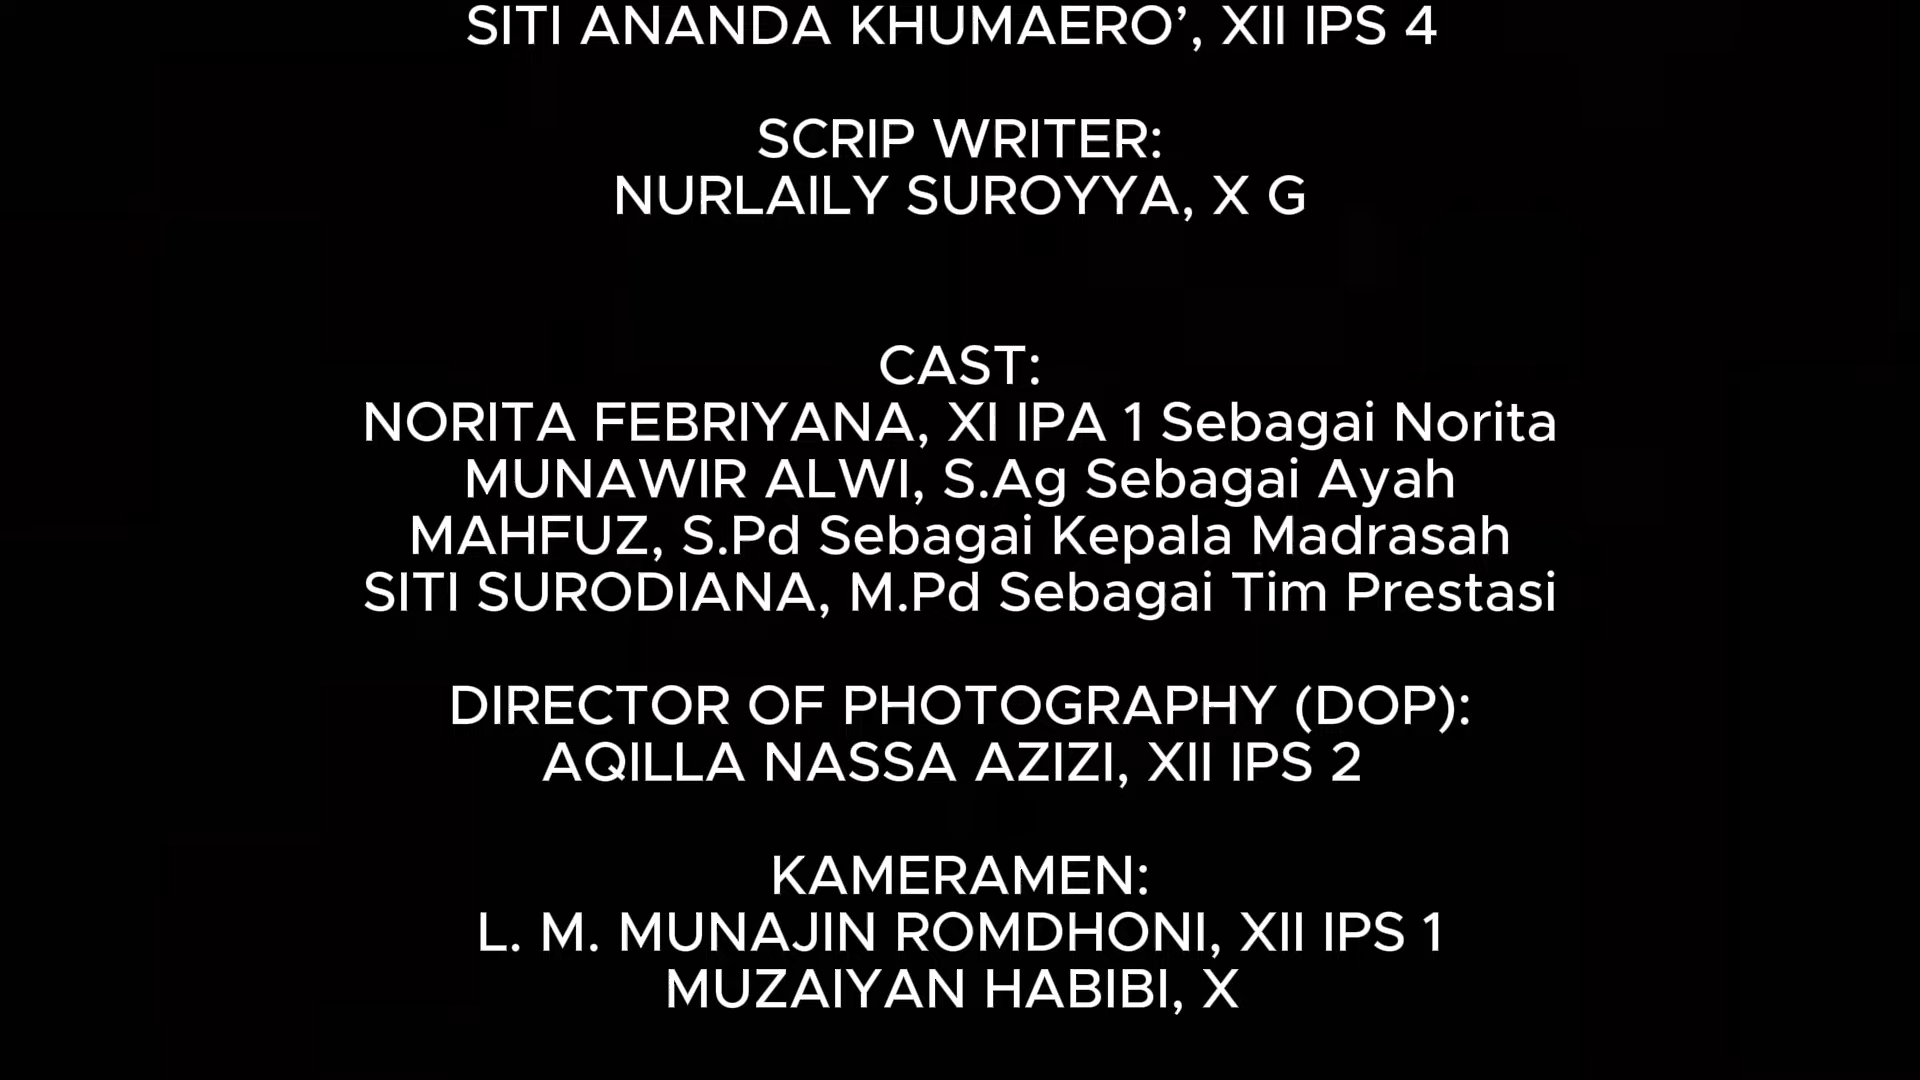 SITI ANANDA KHUMAERO’, XII IPS 4
SCRIP WRITER:
NURLAILY SUROYYA, X G
CAST:
NORITA FEBRIYANA, XI IPA 1 Sebagai Norita
MUNAWIR ALWI, S.Ag Sebagai Ayah
MAHFUZ, S.Pd Sebagai Kepala Madrasah
SITI SURODIANA, M.Pd Sebagai Tim Prestasi
DIRECTOR OF PHOTOGRAPHY (DOP):
AQILLA NASSA AZIZI, XII IPS 2
KAMERAMEN:
L. M. MUNAJIN ROMDHONI, XII IPS 1
MUZAIYAN HABIBI, X